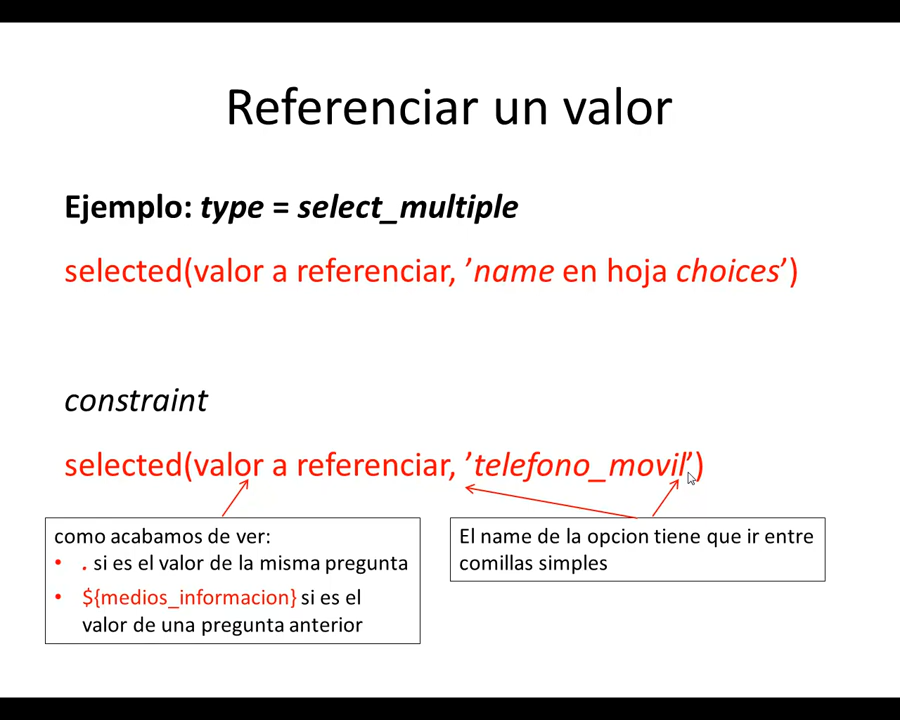 Referenciar un valor
Ejemplo: type = select_multiple
selected(valor a referenciar, ’name en hoja choices’)
constraint
selected(valor a referenciar, ’telefono_movil’)
como acabamos de ver:
• . si es el valor de la misma pregunta
• ${medios_informacion} si es el
valor de una pregunta anterior
El name de la opcion tiene que ir entre
comillas simples